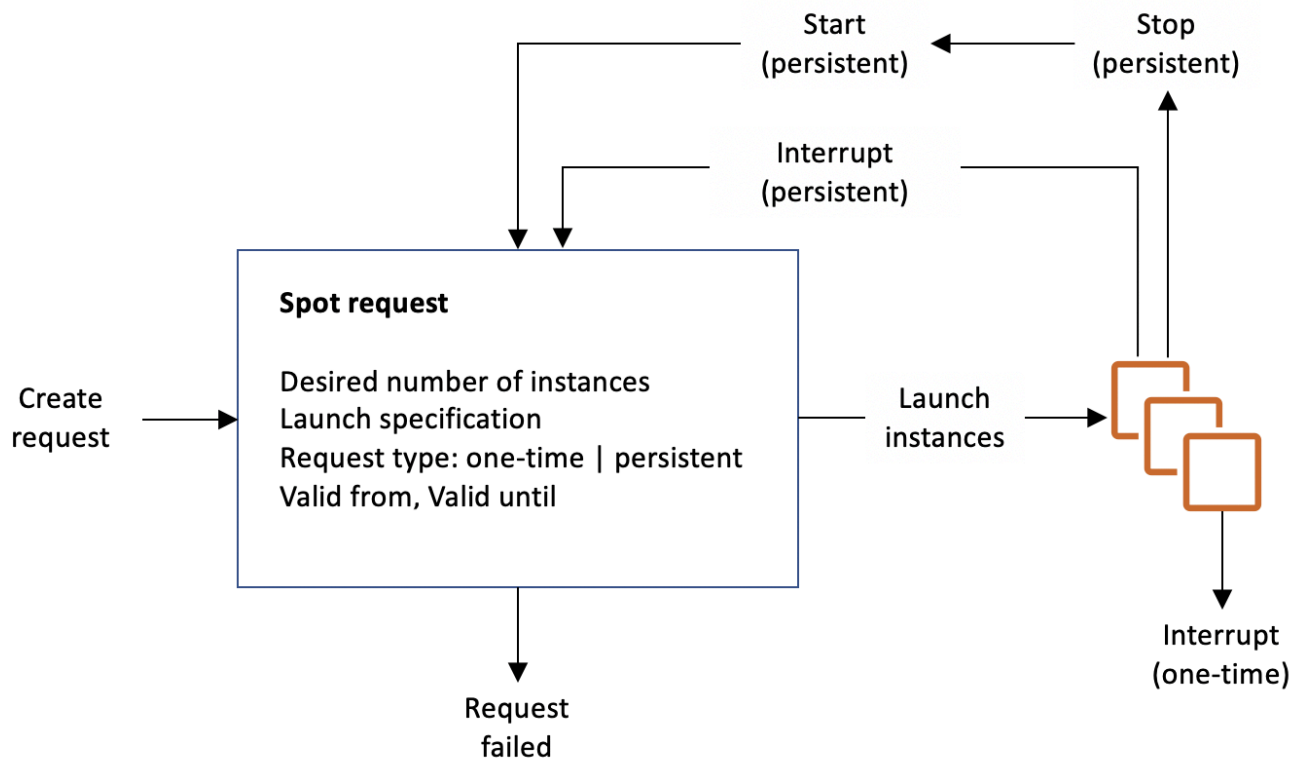 Start
(persistent)
Stop
(persistent)
Interrupt
(persistent)
Spot request
Desired number of instances
Launch specification
Request type: one-time | persistent
Valid from, Valid until
Create
request
Launch
instances
Interrupt
(one-time)
Request
failed